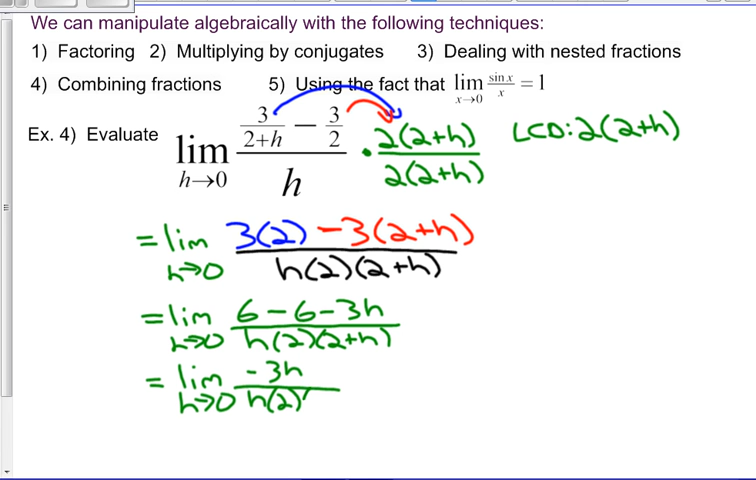 We can manipulate algebraically with the following techniques:
1) Factoring 2) Multiplying by conjugates 3) Dealing with nested fractions
4) Combining fractions 5) Using the fact that lim x→0 sin x / x = 1
Ex. 4) Evaluate lim h→0 (3/(2+h) − 3/2) / h · 2(2+h) / 2(2+h) LCD: 2(2+h)
= lim h→0 3(2) − 3(2+h) / h(2)(2+h)
= lim h→0 6 − 6 − 3h / h(2)(2+h)
= lim h→0 −3h / h(2)(